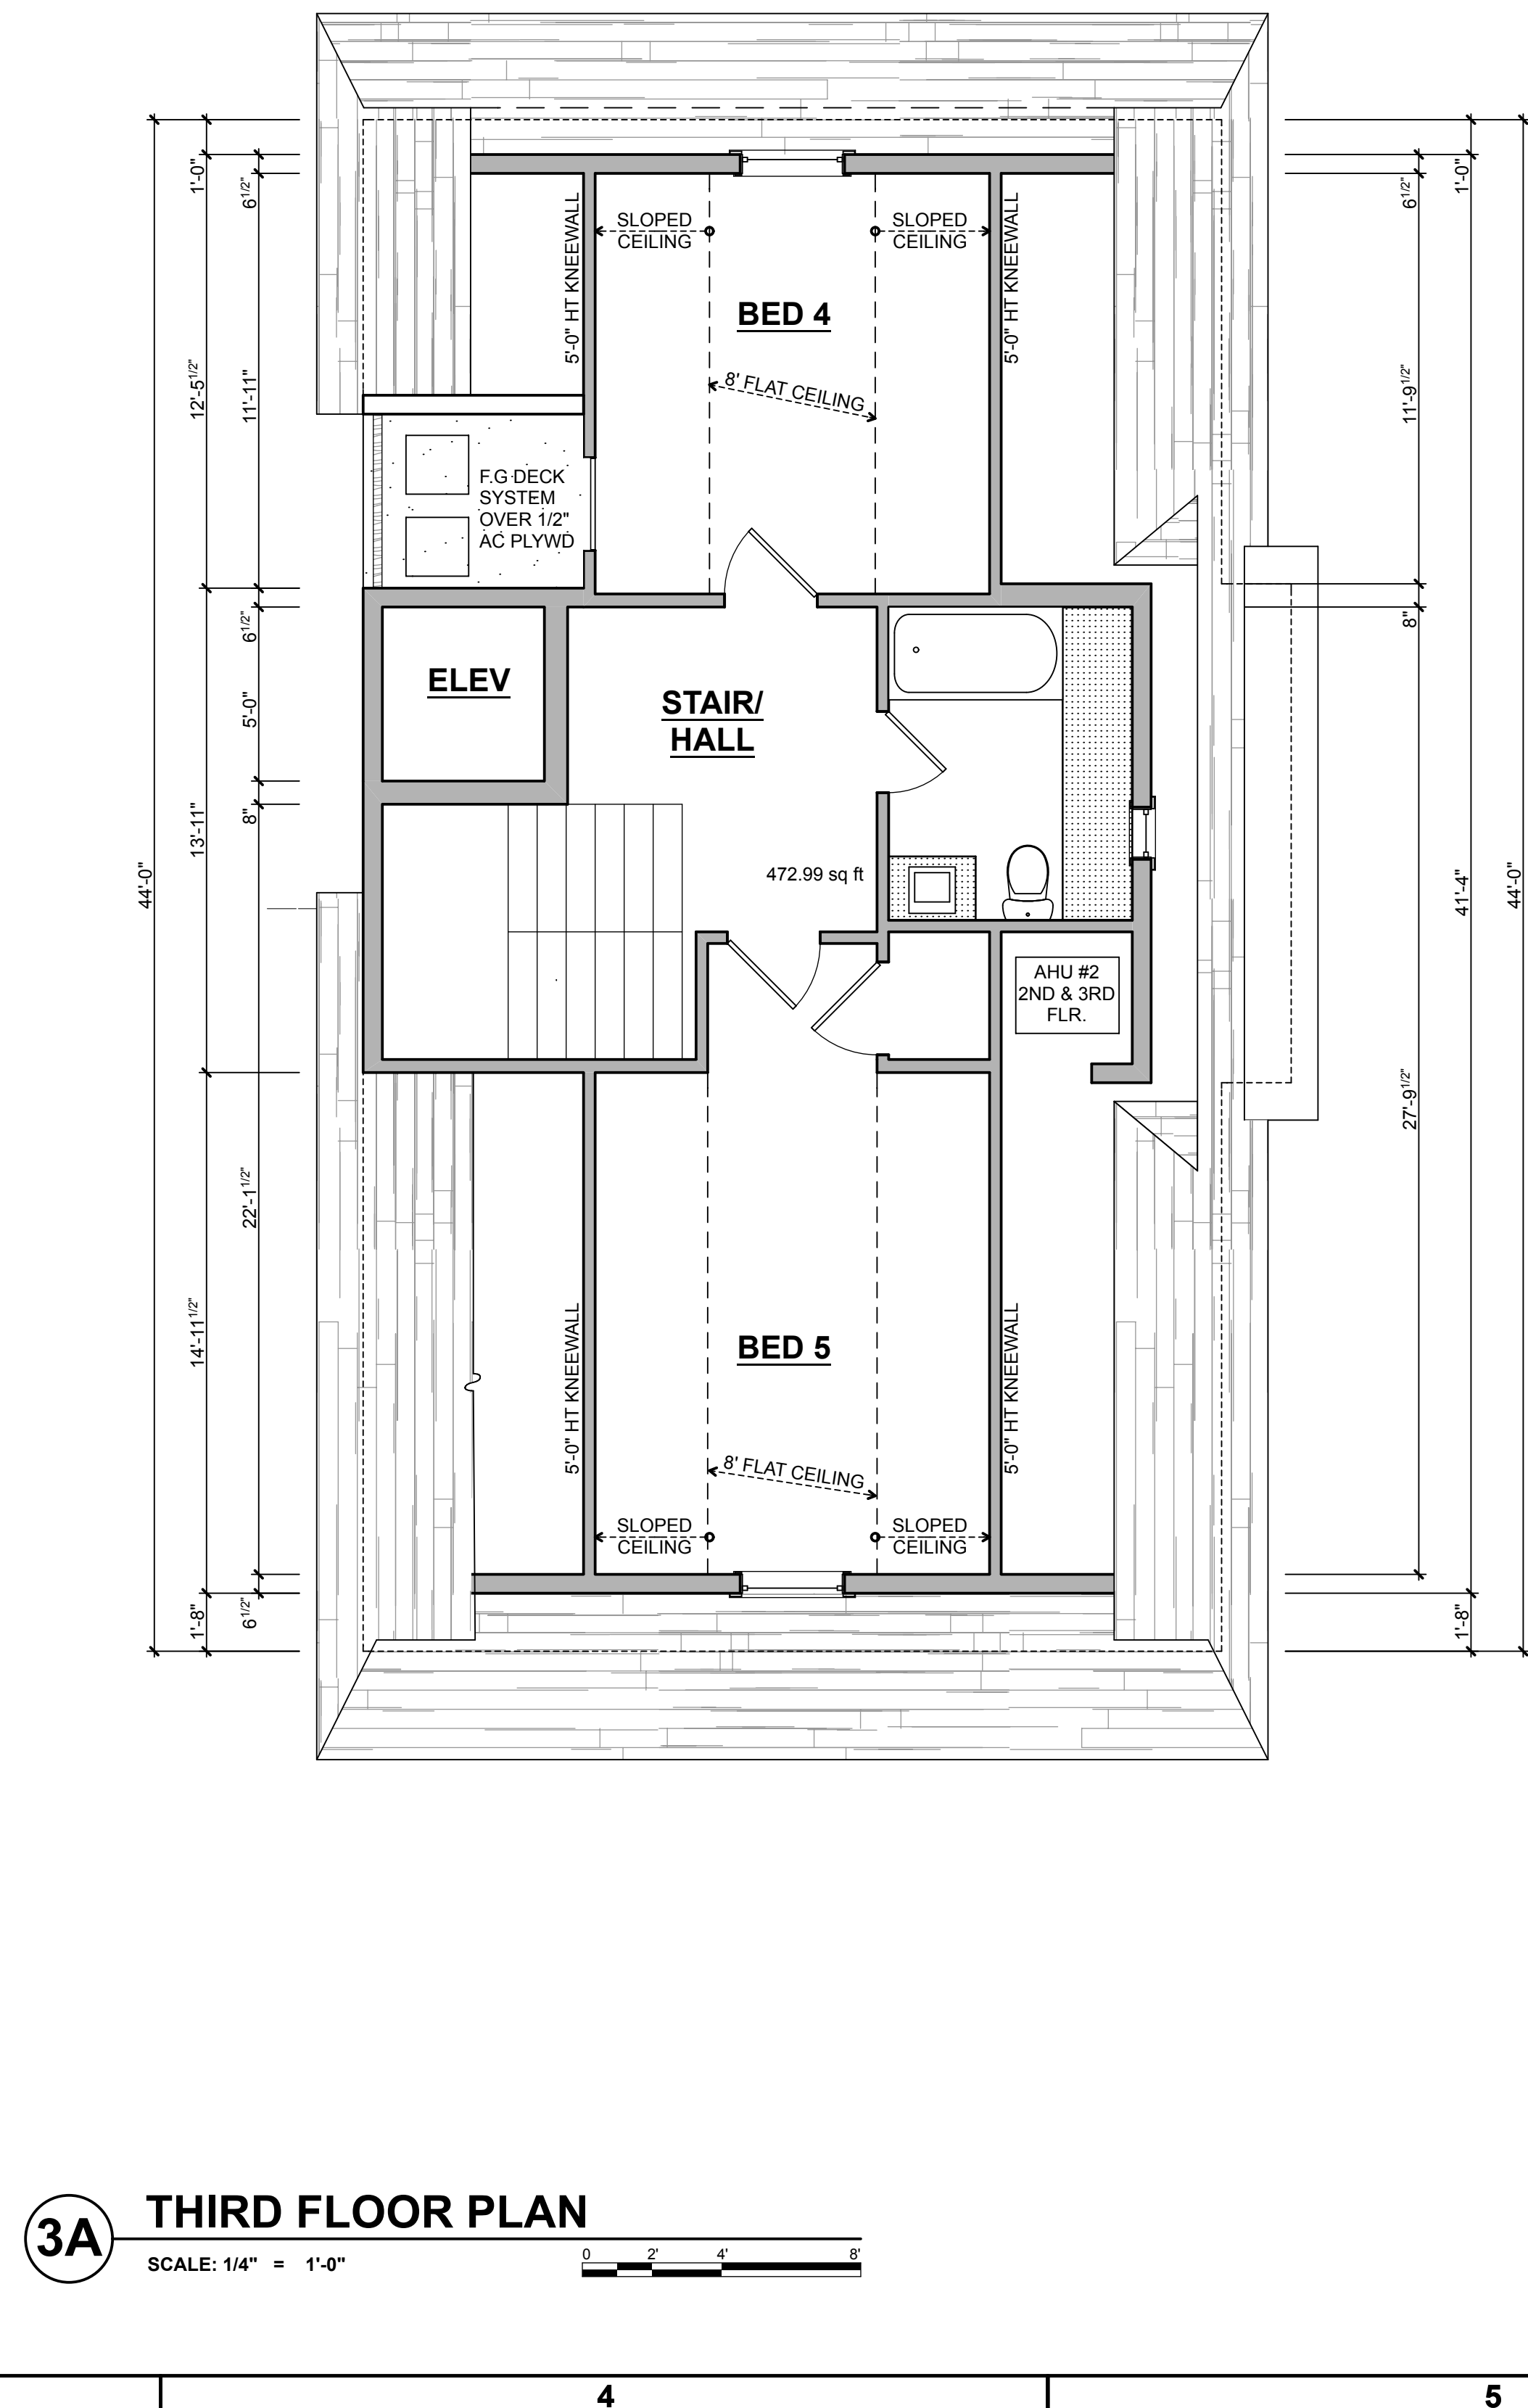 1'-0"
6 1/2"
6 1/2"
1'-0"
5'-0" HT KNEEWALL
SLOPED
CEILING
SLOPED
CEILING
5'-0" HT KNEEWALL
BED 4
8' FLAT CEILING
12'-5 1/2"
11'-11"
11'-9 1/2"
F.G DECK
SYSTEM
OVER 1/2"
AC PLYWD
6 1/2"
8"
ELEV
STAIR/
HALL
5'-0"
8"
13'-11"
44'-0"
472.99 sq ft
41'-4"
44'-0"
AHU #2
2ND & 3RD
FLR.
27'-9 1/2"
22'-1 1/2"
14'-11 1/2"
5'-0" HT KNEEWALL
BED 5
5'-0" HT KNEEWALL
8' FLAT CEILING
SLOPED
CEILING
SLOPED
CEILING
1'-8"
6 1/2"
1'-8"
3A
THIRD FLOOR PLAN
SCALE: 1/4" = 1'-0"
0 2' 4' 8'
4
5